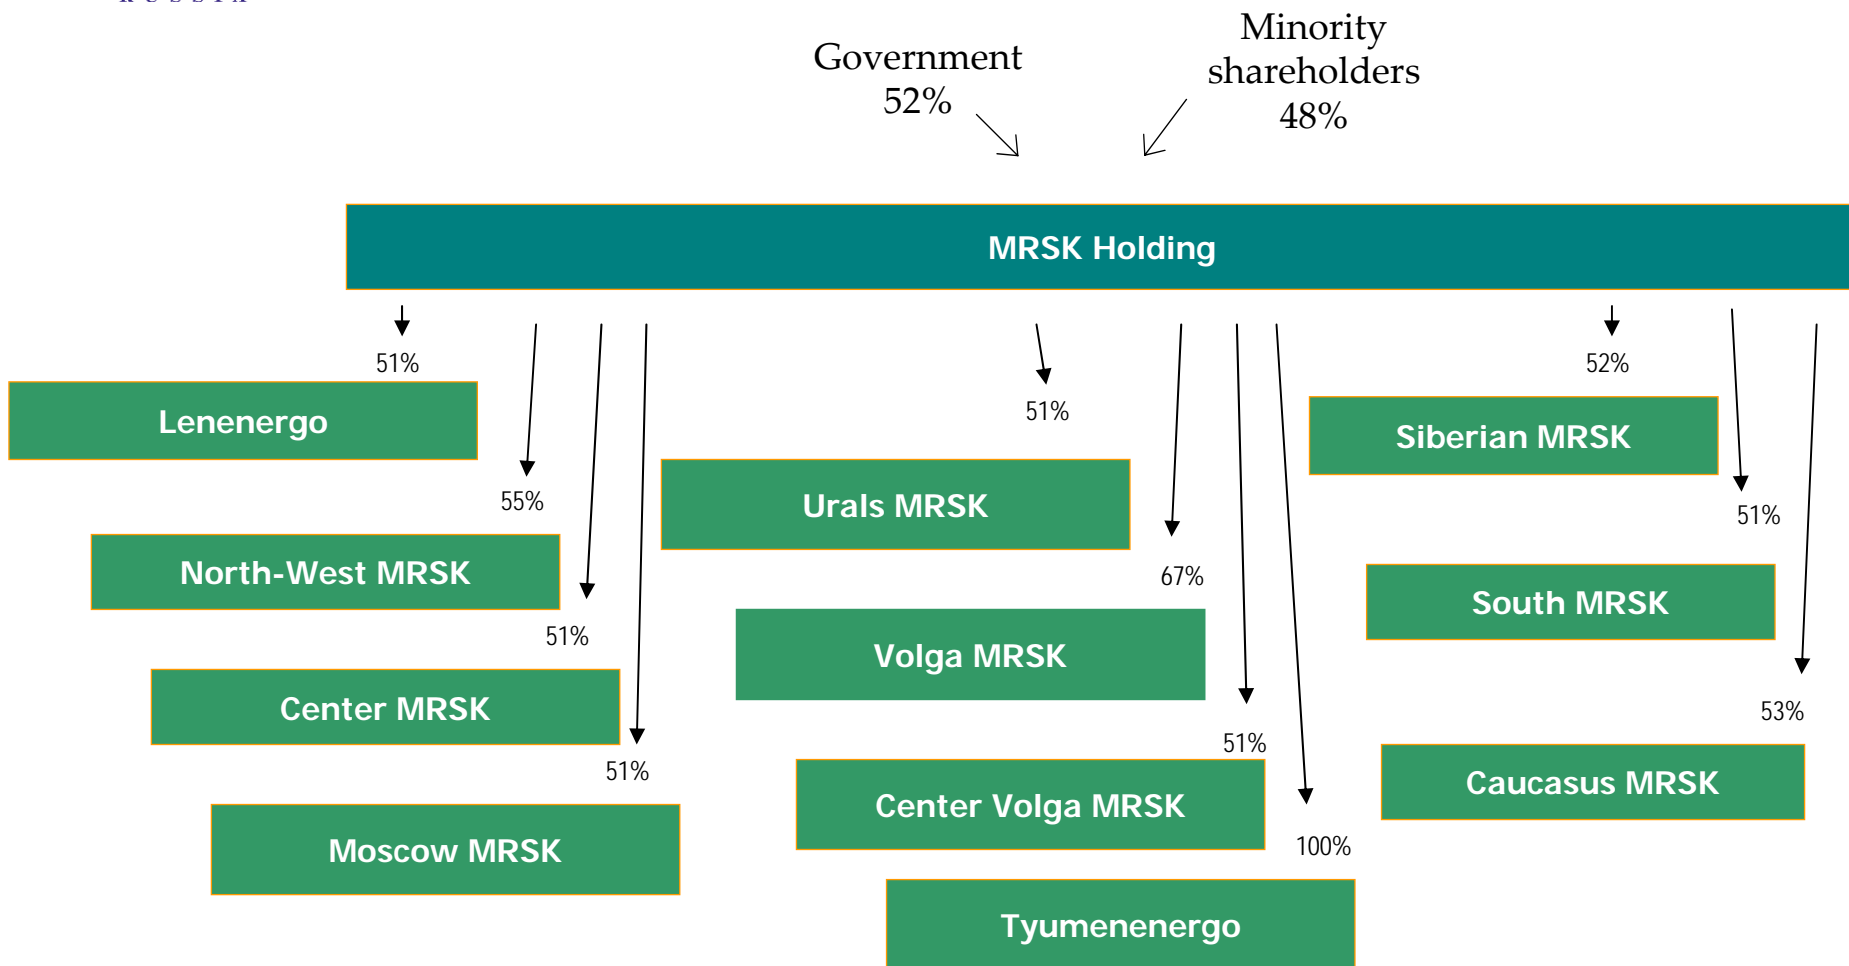 Government
52%
Minority
shareholders
48%
MRSK Holding
51%
Lenenergo
55%
North-West MRSK
51%
Center MRSK
51%
Moscow MRSK
51%
Urals MRSK
67%
Volga MRSK
51%
Center Volga MRSK
100%
Tyumenenergo
52%
Siberian MRSK
51%
South MRSK
53%
Caucasus MRSK